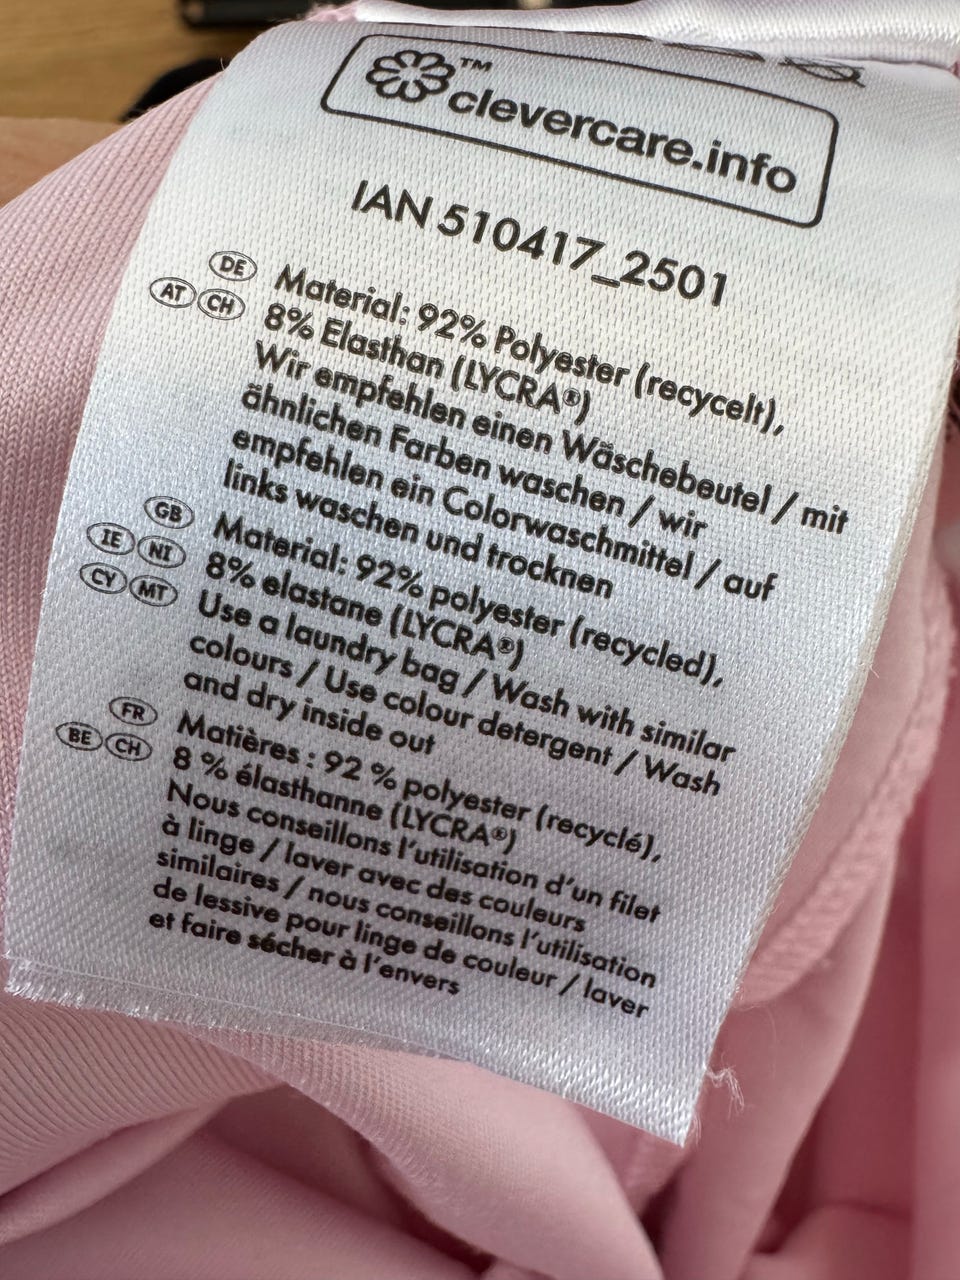 ™ clevercare.info
IAN 510417_2501
DE
AT CH
Material: 92% Polyester (recycelt),
8% Elasthan (LYCRA®)
Wir empfehlen einen Wäschebeutel / mit
ähnlichen Farben waschen / wir
empfehlen ein Colorwaschmittel / auf
links waschen und trocknen
GB
IE NI
CY MT
Material: 92% polyester (recycled),
8% elastane (LYCRA®)
Use a laundry bag / Wash with similar
colours / Use colour detergent / Wash
and dry inside out
FR
BE CH
Matières : 92 % polyester (recyclé),
8 % élasthanne (LYCRA®)
Nous conseillons l’utilisation d’un filet
à linge / laver avec des couleurs
similaires / nous conseillons l’utilisation
de lessive pour linge de couleur / laver
et faire sécher à l’envers